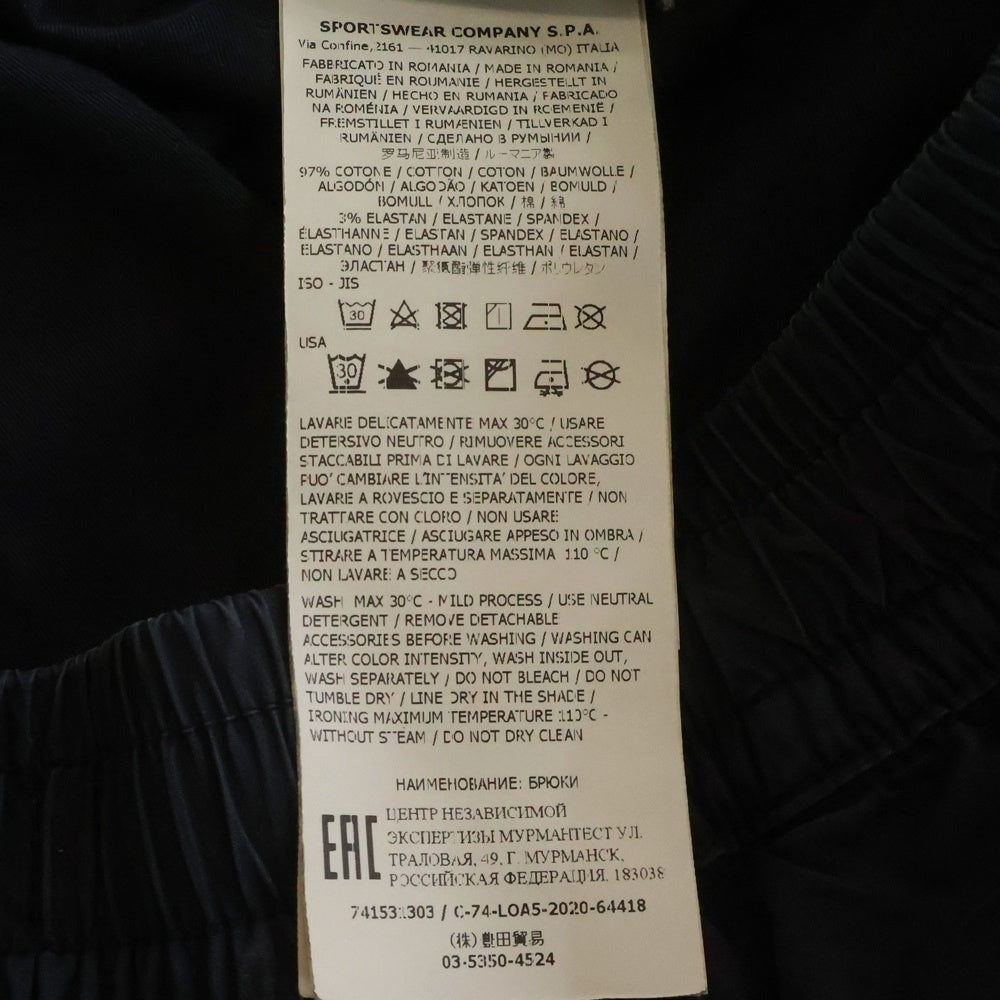 SPORTSWEAR COMPANY S.P.A.
Via Confine, 2161 — 41017 RAVARINO (MO) ITALIA
FABBRICATO IN ROMANIA / MADE IN ROMANIA /
FABRIQUÉ EN ROUMANIE / HERGESTELLT IN
RUMÄNIEN / HECHO EN RUMANIA / FABRICADO
NA ROMÉNIA / VERVAARDIGD IN ROEMENIË /
FREMSTILLET I RUMÆNIEN / TILLVERKAD I
RUMÄNIEN / СДЕЛАНО В РУМЫНИИ /
罗马尼亚制造 / ルーマニア製
97% COTONE / COTTON / COTON / BAUMWOLLE /
ALGODÓN / ALGODÃO / KATOEN / BOMULD /
BOMULL / ХЛОПОК / 棉 / 綿
3% ELASTAN / ELASTANE / SPANDEX /
ÉLASTHANNE / ELASTAN / SPANDEX / ELASTANO /
ELASTANO / ELASTHAAN / ELASTHAN / ELASTAN /
ЭЛАСТАН / 聚氨酯弹性纤维 / ポリウレタン
ISO - JIS
30
USA
30
LAVARE DELICATAMENTE MAX 30°C / USARE
DETERSIVO NEUTRO / RIMUOVERE ACCESSORI
STACCABILI PRIMA DI LAVARE / OGNI LAVAGGIO
PUO' CAMBIARE L'INTENSITA' DEL COLORE,
LAVARE A ROVESCIO E SEPARATAMENTE / NON
TRATTARE CON CLORO / NON USARE
ASCIUGATRICE / ASCIUGARE APPESO IN OMBRA /
STIRARE A TEMPERATURA MASSIMA 110 °C /
NON LAVARE A SECCO
WASH MAX 30°C - MILD PROCESS / USE NEUTRAL
DETERGENT / REMOVE DETACHABLE
ACCESSORIES BEFORE WASHING / WASHING CAN
ALTER COLOR INTENSITY, WASH INSIDE OUT,
WASH SEPARATELY / DO NOT BLEACH / DO NOT
TUMBLE DRY / LINE DRY IN THE SHADE /
IRONING MAXIMUM TEMPERATURE 110°C -
WITHOUT STEAM / DO NOT DRY CLEAN
НАИМЕНОВАНИЕ: БРЮКИ
EAC
ЦЕНТР НЕЗАВИСИМОЙ
ЭКСПЕРТИЗЫ МУРМАНТЕСТ УЛ.
ТРАЛОВАЯ, 49, Г. МУРМАНСК,
РОССИЙСКАЯ ФЕДЕРАЦИЯ, 183038
741531303 / C-74-LOA5-2020-64418
(株) 豊田貿易
03-5350-4524